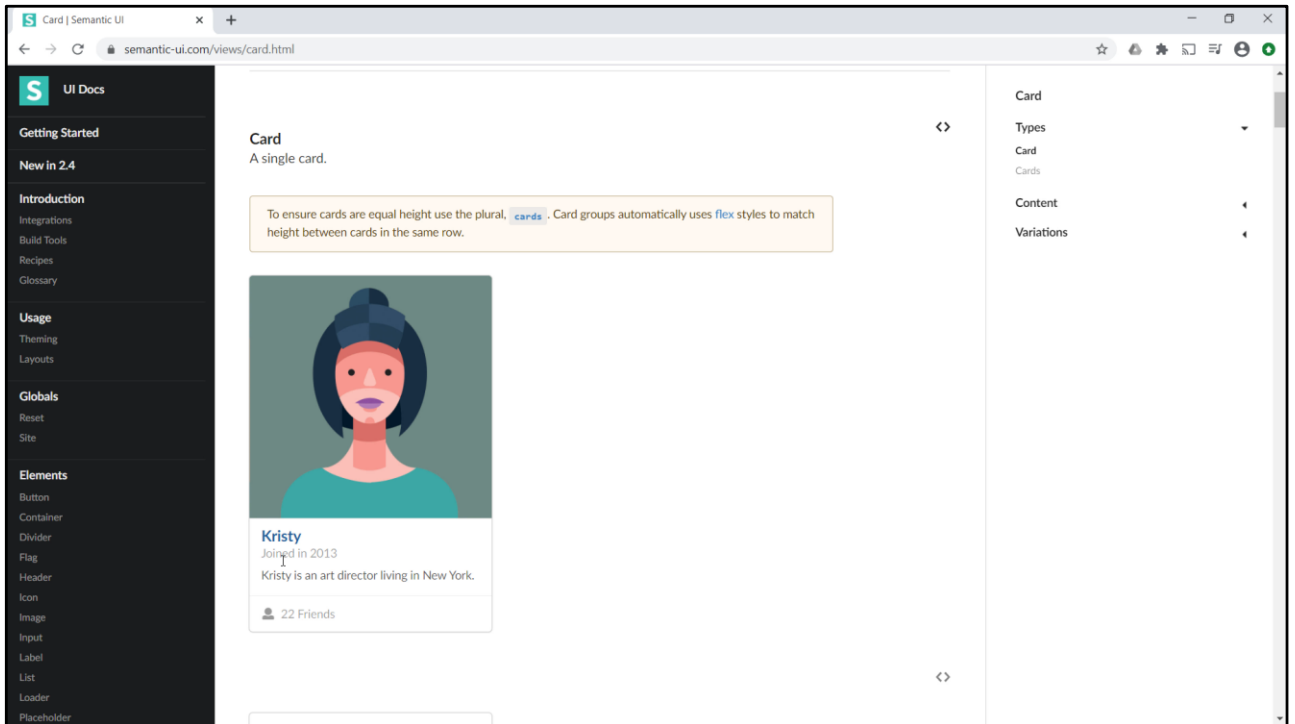 Card | Semantic UI
semantic-ui.com/views/card.html
S
UI Docs
Getting Started
New in 2.4
Introduction
Integrations
Build Tools
Recipes
Glossary
Usage
Theming
Layouts
Globals
Reset
Site
Elements
Button
Container
Divider
Flag
Header
Icon
Image
Input
Label
List
Loader
Placeholder
Card
A single card.
To ensure cards are equal height use the plural, cards . Card groups automatically uses flex styles to match
height between cards in the same row.
Kristy
Joined in 2013
Kristy is an art director living in New York.
22 Friends
Card
Types
Card
Cards
Content
Variations